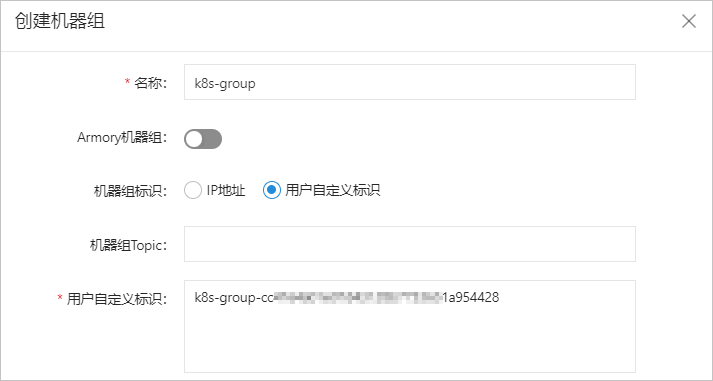 创建机器组
* 名称：
k8s-group
Armory机器组：
机器组标识：
IP地址
用户自定义标识
机器组Topic：
* 用户自定义标识：
k8s-group-cc 1a954428